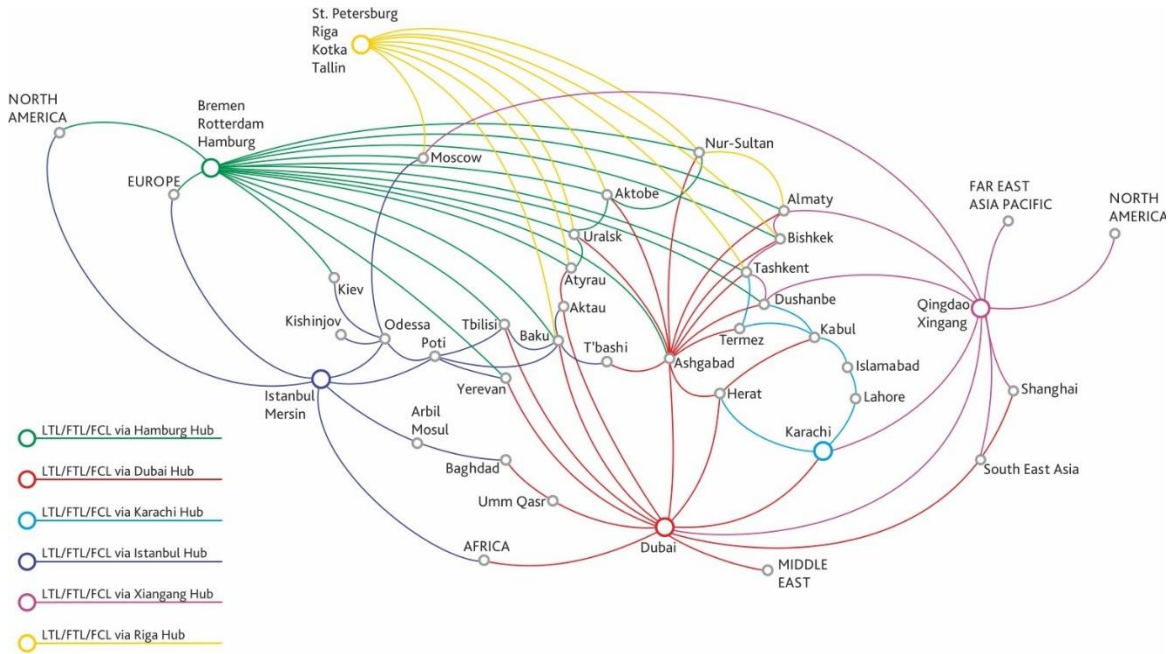 St. Petersburg
Riga
Kotka
Tallin
NORTH
AMERICA
Bremen
Rotterdam
Hamburg
EUROPE
Moscow
Nur-Sultan
Aktobe
Almaty
FAR EAST
ASIA PACIFIC
NORTH
AMERICA
Uralsk
Bishkek
Atyrau
Tashkent
Kiev
Aktau
Dushanbe
Qingdao
Xingang
Kishinjov
Odessa
Tbilisi
Baku
Termez
Kabul
Poti
T'bashi
Ashgabad
Islamabad
Yerevan
Herat
Lahore
Shanghai
Istanbul
Mersin
Arbil
Mosul
Karachi
Baghdad
South East Asia
Umm Qasr
Dubai
AFRICA
MIDDLE
EAST
LTL/FTL/FCL via Hamburg Hub
LTL/FTL/FCL via Dubai Hub
LTL/FTL/FCL via Karachi Hub
LTL/FTL/FCL via Istanbul Hub
LTL/FTL/FCL via Xiangang Hub
LTL/FTL/FCL via Riga Hub